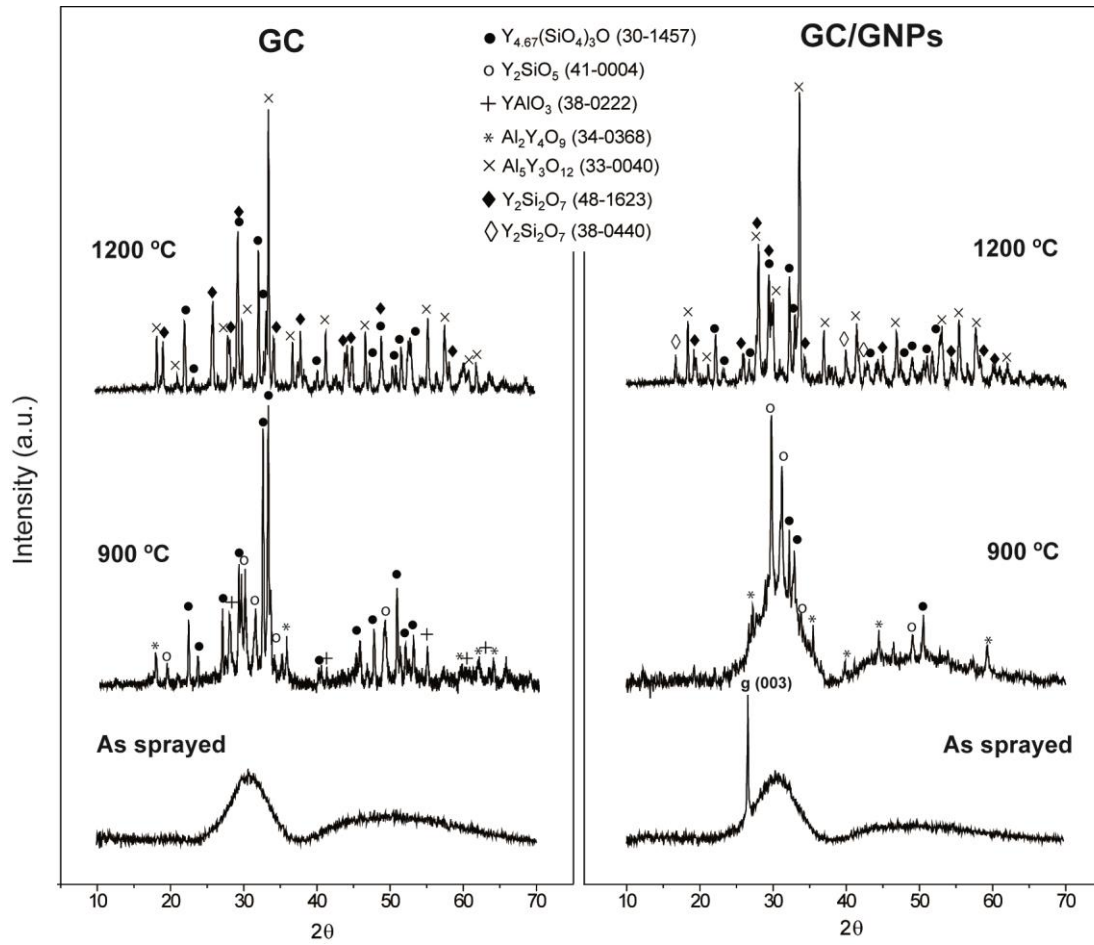 GC
● Y₄.₆₇(SiO₄)₃O (30-1457)
o Y₂SiO₅ (41-0004)
+ YAlO₃ (38-0222)
* Al₂Y₄O₉ (34-0368)
× Al₅Y₃O₁₂ (33-0040)
◆ Y₂Si₂O₇ (48-1623)
◇ Y₂Si₂O₇ (38-0440)
GC/GNPs
1200 ºC
1200 ºC
900 ºC
900 ºC
g (003)
As sprayed
As sprayed
Intensity (a.u.)
10 20 30 40 50 60 70
10 20 30 40 50 60 70
2θ
2θ